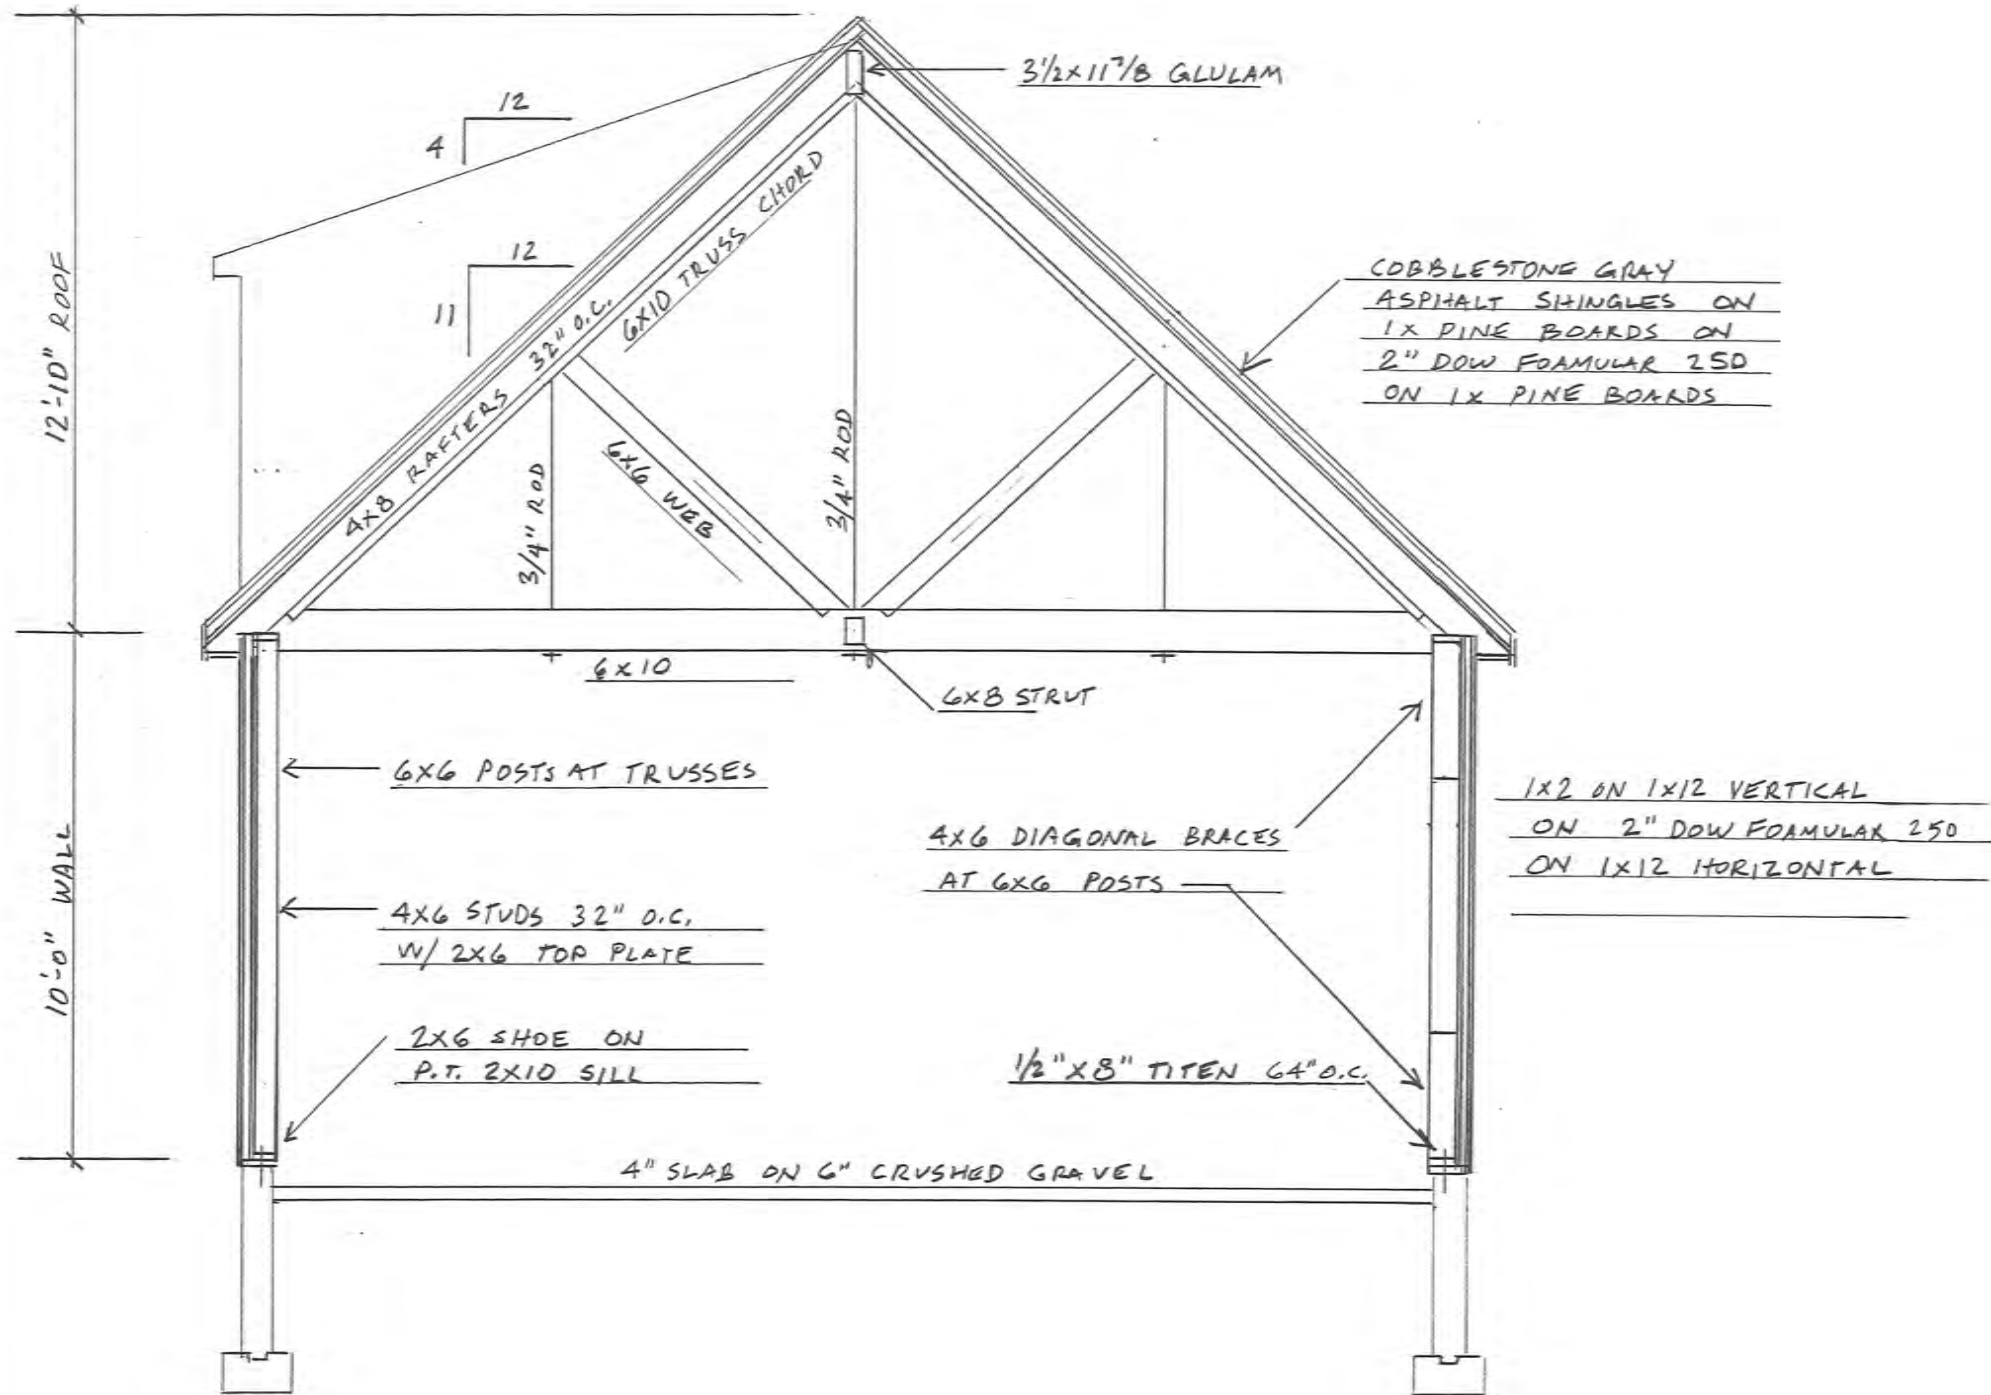 3 1/2 X 11 7/8 GLULAM
12
4
12
11
12'-10" ROOF
4X8 RAFTERS 32" O.C.
6X10 TRUSS CHORD
COBBLESTONE GRAY
ASPHALT SHINGLES ON
1X PINE BOARDS ON
2" DOW FOAMULAR 250
ON 1X PINE BOARDS
3/4" ROD
6X6 WEB
3/4" ROD
6X10
6X8 STRUT
6X6 POSTS AT TRUSSES
10'-0" WALL
4X6 STUDS 32" O.C.
W/ 2X6 TOP PLATE
4X6 DIAGONAL BRACES
AT 6X6 POSTS
1X2 ON 1X12 VERTICAL
ON 2" DOW FOAMULAR 250
ON 1X12 HORIZONTAL
2X6 SHOE ON
P.T. 2X10 SILL
1/2" X 8" TITEN 64" O.C.
4" SLAB ON 6" CRUSHED GRAVEL